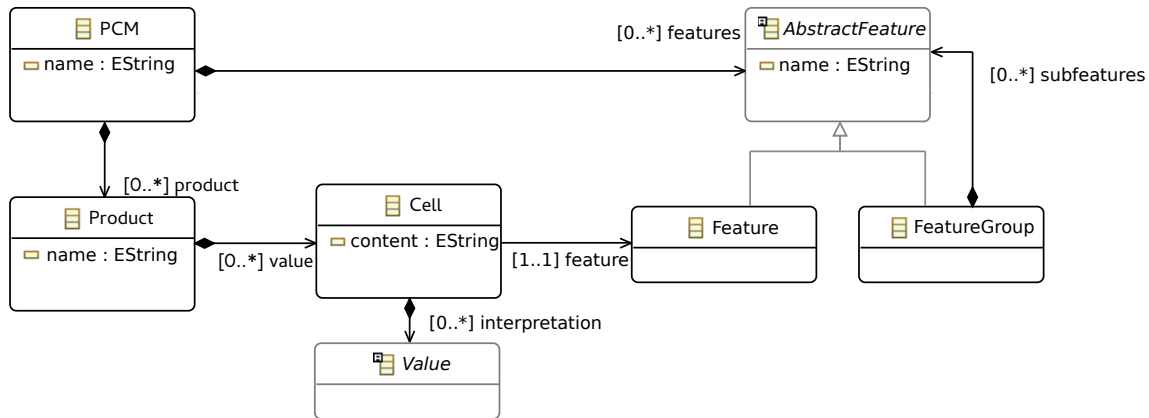 PCM
name : EString
[0..*] features
AbstractFeature
name : EString
[0..*] subfeatures
[0..*] product
Product
name : EString
[0..*] value
Cell
content : EString
[1..1] feature
Feature
FeatureGroup
[0..*] interpretation
Value